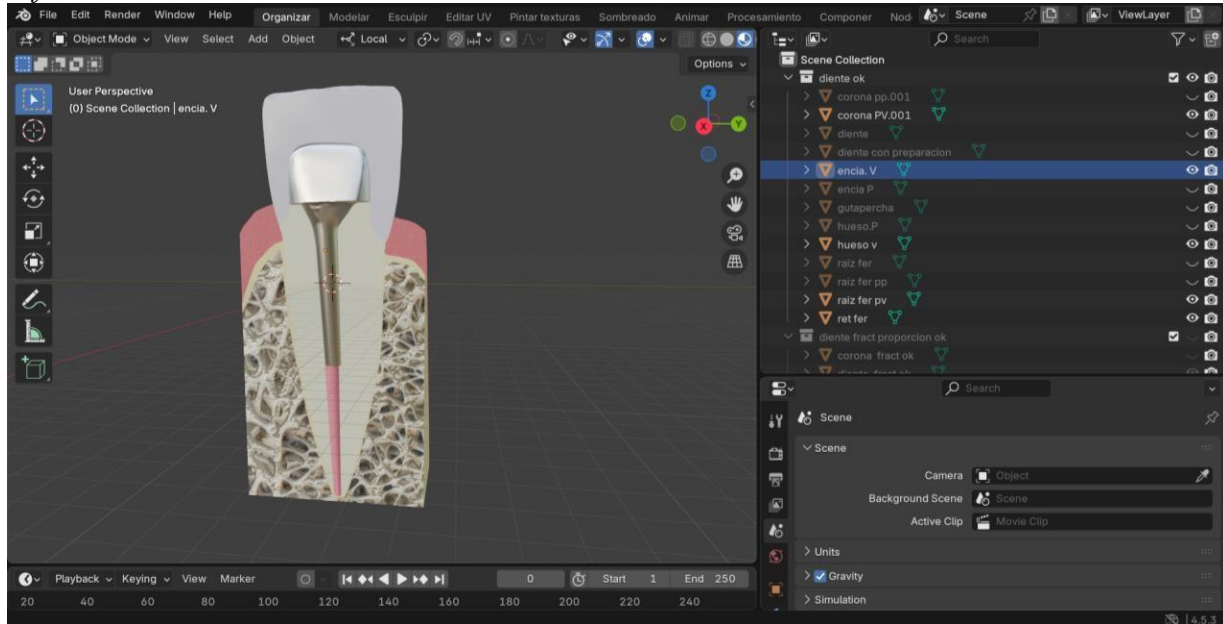 File Edit Render Window Help Organizar Modelar Esculpir Editar UV Pintar texturas Sombreado Animar Procesamiento Componer Nod Scene ViewLayer
Object Mode View Select Add Object Local Search
Options
User Perspective
(0) Scene Collection | encia. V
Z
X
Y
Scene Collection
diente ok
corona pp.001
corona PV.001
diente
diente con preparacion
encia. V
encia P
gutapercha
hueso.P
hueso v
raiz fer
raiz fer pp
raiz fer pv
ret fer
diente fract proporcion ok
corona fract ok
diente fract ok
Search
Scene
Scene
Camera Object
Background Scene Scene
Active Clip Movie Clip
Units
Gravity
Simulation
Playback Keying View Marker 0 Start 1 End 250
20 40 60 80 100 120 140 160 180 200 220 240
4.5.3